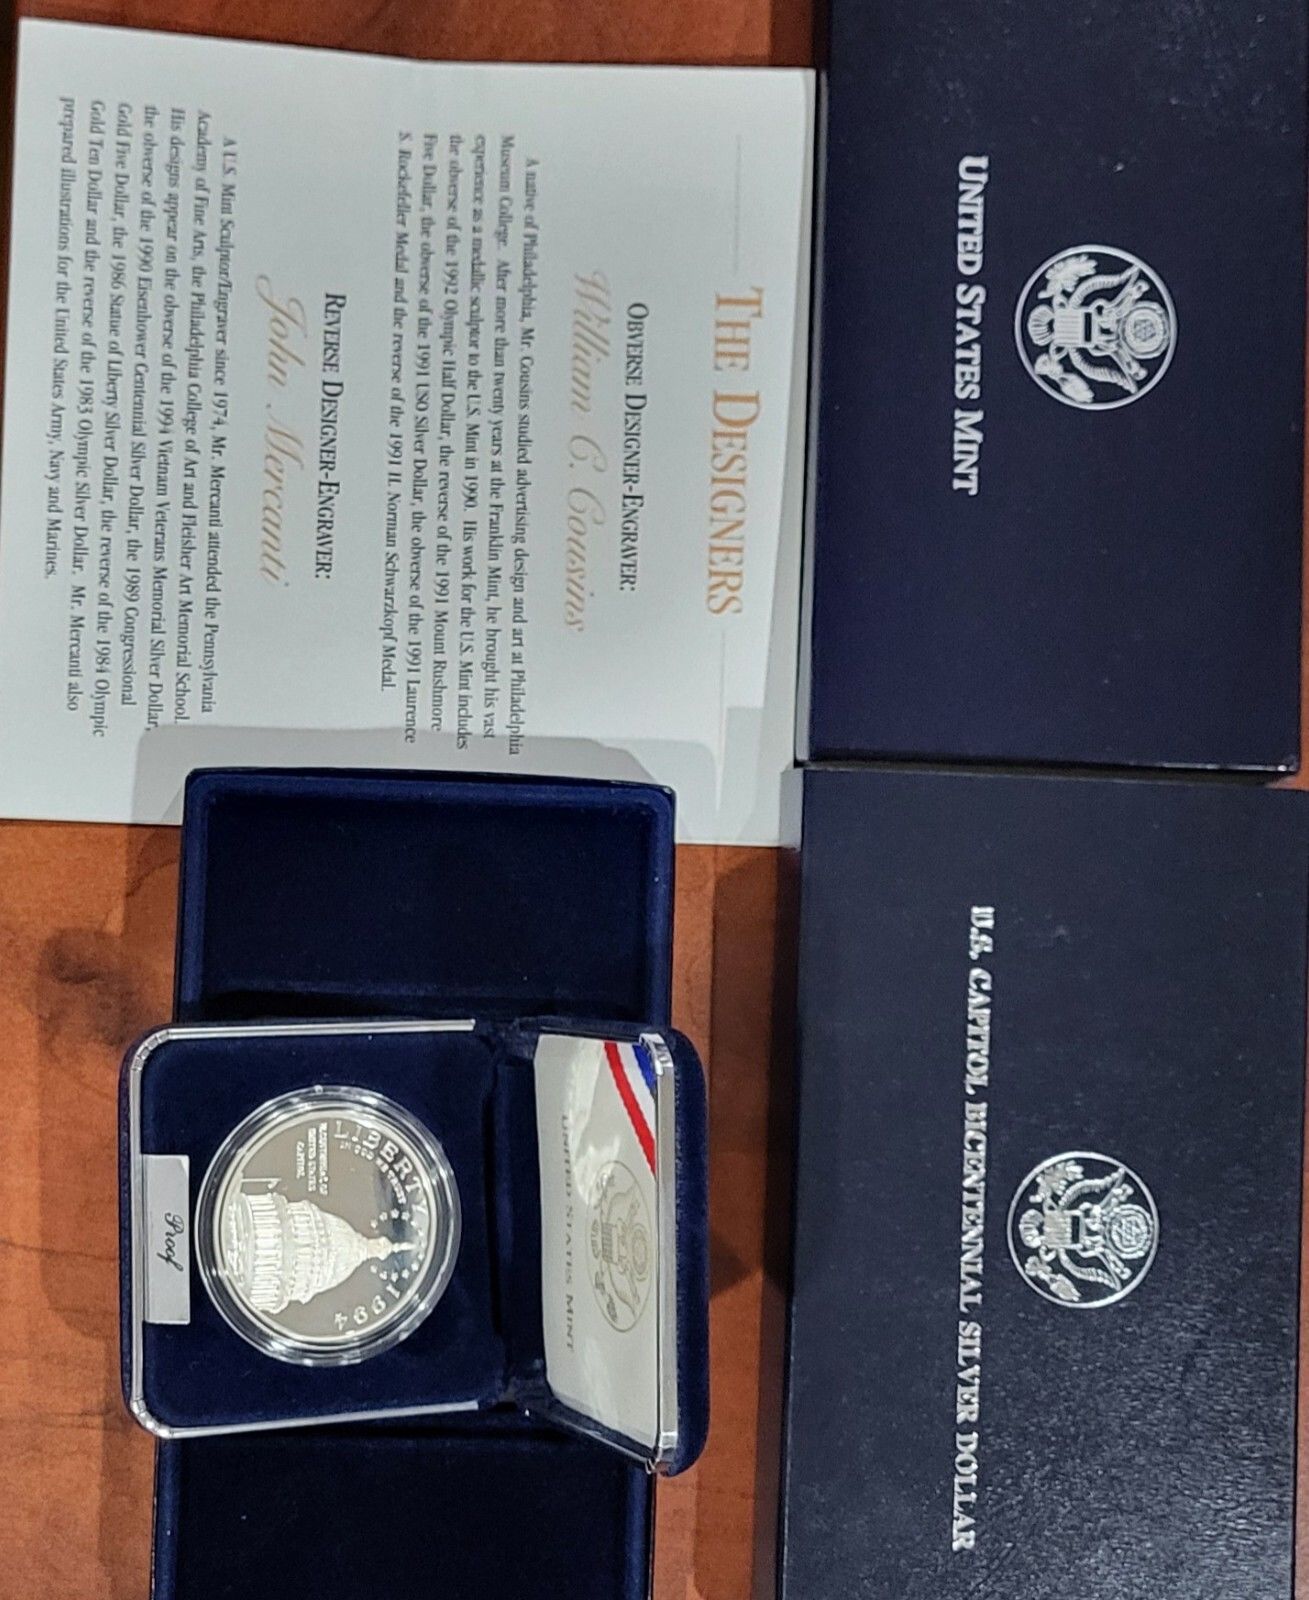 UNITED STATES MINT
U.S. CAPITOL BICENTENNIAL SILVER DOLLAR
THE DESIGNERS
OBVERSE DESIGNER-ENGRAVER:
William C. Cousins
A native of Philadelphia, Mr. Cousins studied advertising design and art at Philadelphia
Museum College. After more than twenty years at the Franklin Mint, he brought his vast
experience as a medallic sculptor to the U.S. Mint in 1990. His work for the U.S. Mint includes
the obverse of the 1992 Olympic Half Dollar, the reverse of the 1991 Mount Rushmore
Five Dollar, the obverse of the 1991 USO Silver Dollar, the obverse of the 1991 Laurence
S. Rockefeller Medal and the reverse of the 1991 H. Norman Schwarzkopf Medal.
REVERSE DESIGNER-ENGRAVER:
John Mercanti
A U.S. Mint Sculptor/Engraver since 1974, Mr. Mercanti attended the Pennsylvania
Academy of Fine Arts, the Philadelphia College of Art and Fleisher Art Memorial School.
His designs appear on the obverse of the 1994 Vietnam Veterans Memorial Silver Dollar,
the obverse of the 1990 Eisenhower Centennial Silver Dollar, the 1989 Congressional
Gold Five Dollar, the 1986 Statue of Liberty Silver Dollar, the reverse of the 1984 Olympic
Gold Ten Dollar and the reverse of the 1983 Olympic Silver Dollar. Mr. Mercanti also
prepared illustrations for the United States Army, Navy and Marines.
UNITED STATES MINT
LIBERTY
IN GOD WE TRUST
BICENTENNIAL OF
UNITED STATES
CAPITOL
1994
Proof